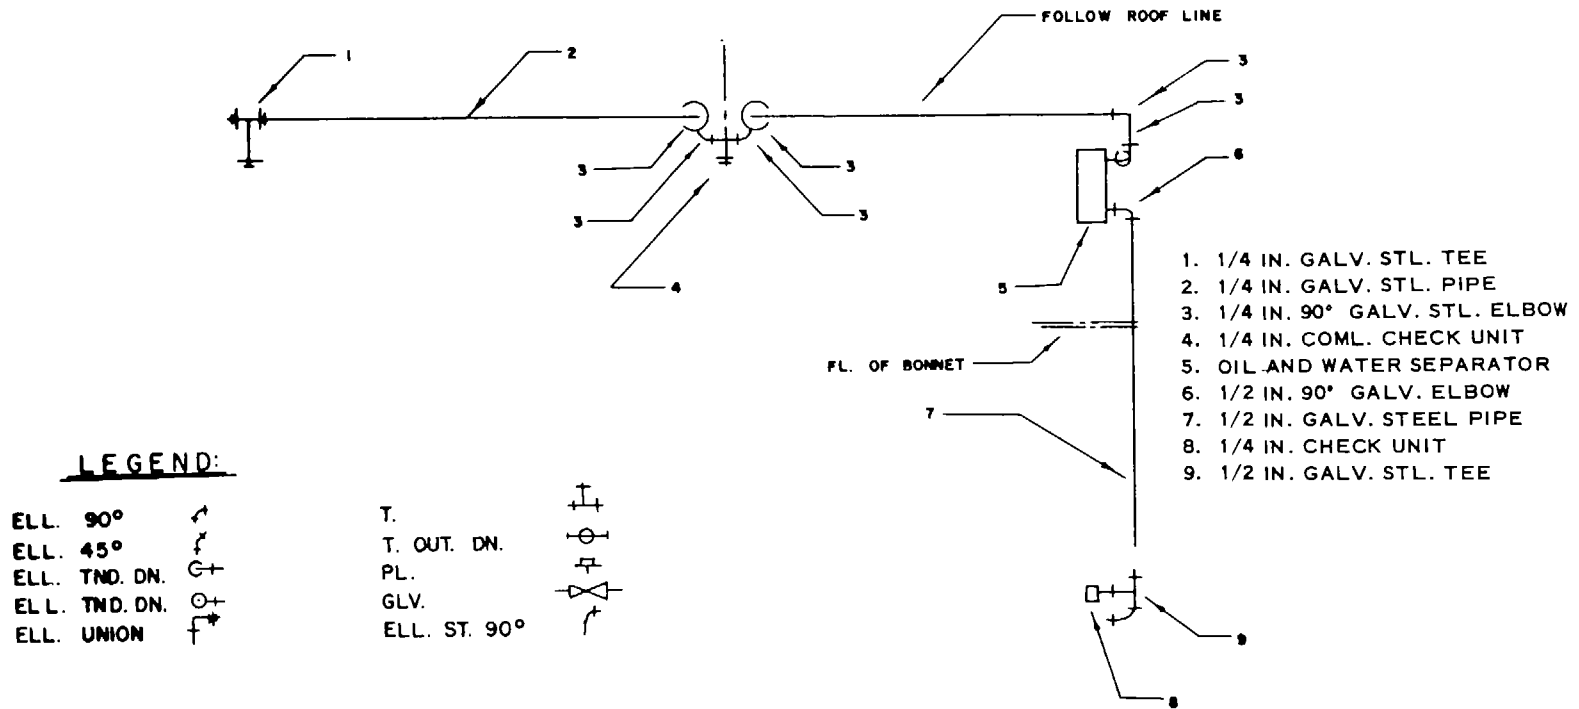 FOLLOW ROOF LINE
1
2
3
3
3
3
6
3
3
4
5
1. 1/4 IN. GALV. STL. TEE
2. 1/4 IN. GALV. STL. PIPE
3. 1/4 IN. 90° GALV. STL. ELBOW
4. 1/4 IN. COML. CHECK UNIT
5. OIL AND WATER SEPARATOR
6. 1/2 IN. 90° GALV. ELBOW
7. 1/2 IN. GALV. STEEL PIPE
8. 1/4 IN. CHECK UNIT
9. 1/2 IN. GALV. STL. TEE
FL. OF BONNET
7
9
8
LEGEND:
ELL. 90°
ELL. 45°
ELL. TND. DN.
ELL. TND. DN.
ELL. UNION
T.
T. OUT. DN.
PL.
GLV.
ELL. ST. 90°